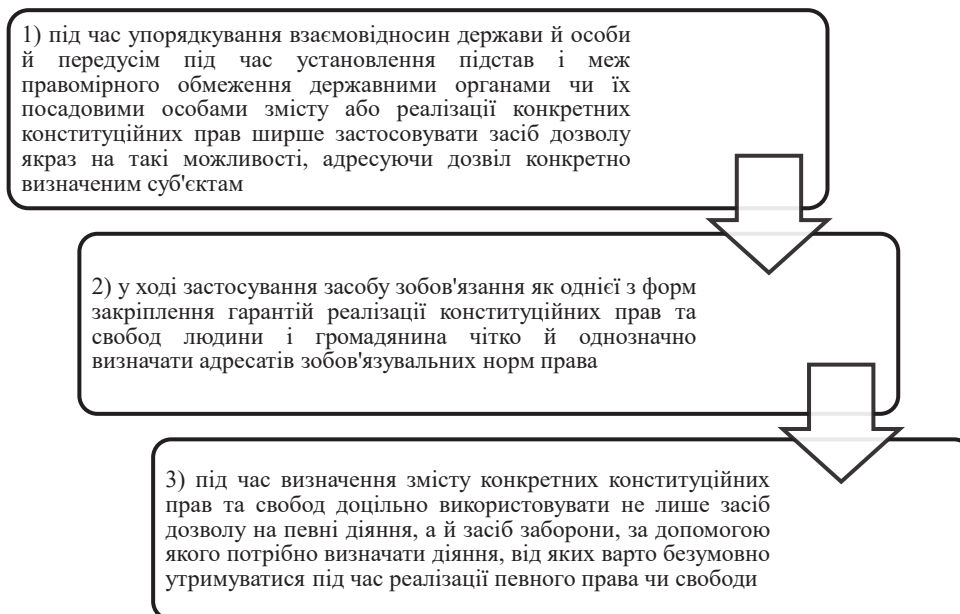 1) під час упорядкування взаємовідносин держави й особи
й передусім під час установлення підстав і меж
правомірного обмеження державними органами чи їх
посадовими особами змісту або реалізації конкретних
конституційних прав ширше застосовувати засіб дозволу
якраз на такі можливості, адресуючи дозвіл конкретно
визначеним суб'єктам
2) у ході застосування засобу зобов'язання як однієї з форм
закріплення гарантій реалізації конституційних прав та
свобод людини і громадянина чітко й однозначно
визначати адресатів зобов'язувальних норм права
3) під час визначення змісту конкретних конституційних
прав та свобод доцільно використовувати не лише засіб
дозволу на певні діяння, а й засіб заборони, за допомогою
якого потрібно визначати діяння, від яких варто безумовно
утримуватися під час реалізації певного права чи свободи